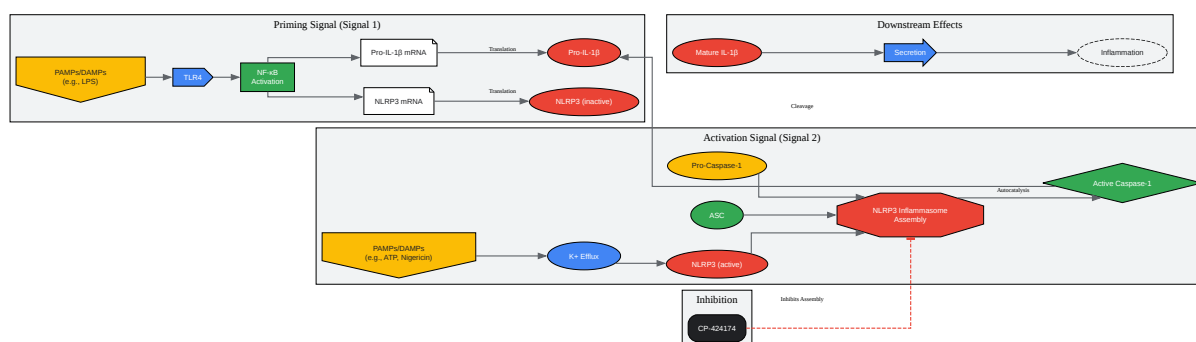 Priming Signal (Signal 1)
PAMPs/DAMPs
(e.g., LPS)
TLR4
NF-κB
Activation
Pro-IL-1β mRNA
Translation
Pro-IL-1β
NLRP3 mRNA
Translation
NLRP3 (inactive)
Downstream Effects
Mature IL-1β
Secretion
Inflammation
Cleavage
Activation Signal (Signal 2)
Pro-Caspase-1
Active Caspase-1
Autocatalysis
ASC
NLRP3 Inflammasome
Assembly
PAMPs/DAMPs
(e.g., ATP, Nigericin)
K+ Efflux
NLRP3 (active)
Inhibition
Inhibits Assembly
CP-424174